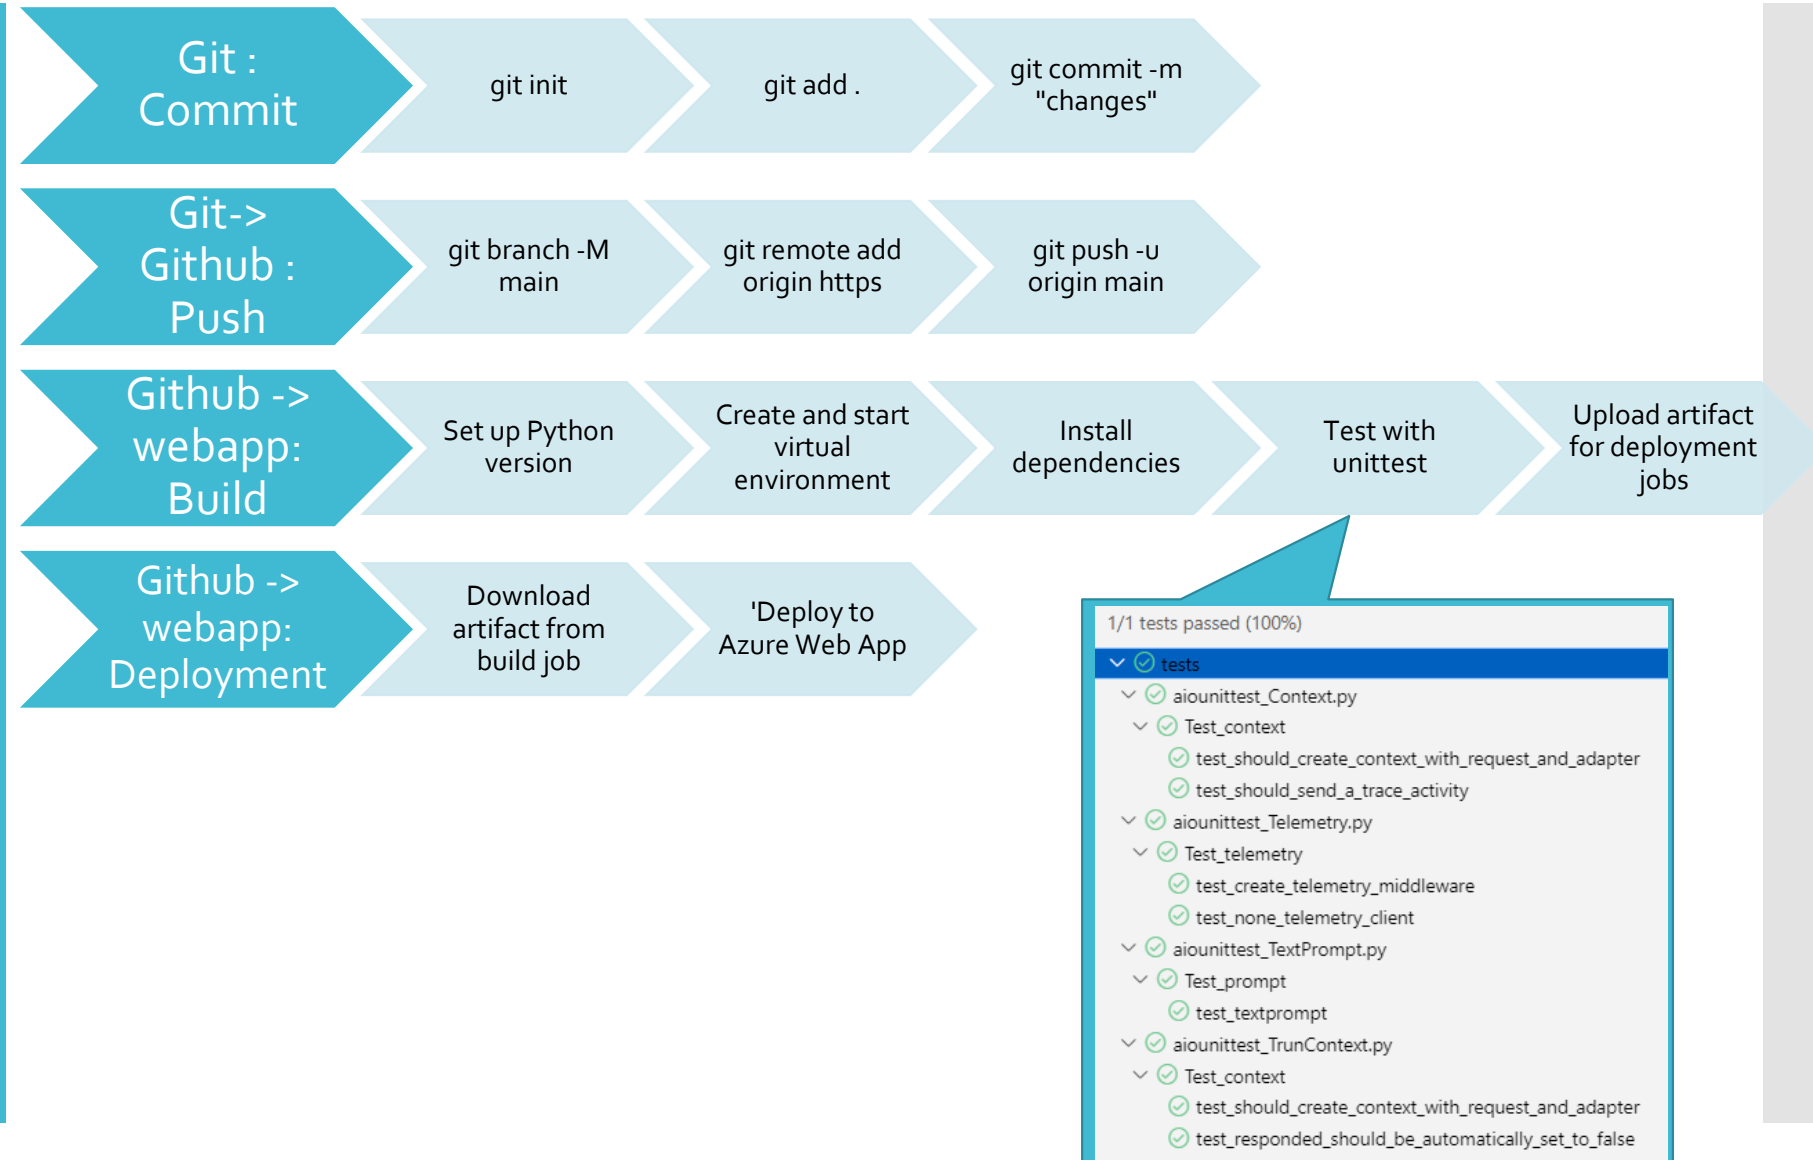 Git :
Commit
git init
git add .
git commit -m
"changes"
Git->
Github :
Push
git branch -M
main
git remote add
origin https
git push -u
origin main
Github ->
webapp:
Build
Set up Python
version
Create and start
virtual
environment
Install
dependencies
Test with
unittest
Upload artifact
for deployment
jobs
Github ->
webapp:
Deployment
Download
artifact from
build job
'Deploy to
Azure Web App
1/1 tests passed (100%)
tests
aiounittest_Context.py
Test_context
test_should_create_context_with_request_and_adapter
test_should_send_a_trace_activity
aiounittest_Telemetry.py
Test_telemetry
test_create_telemetry_middleware
test_none_telemetry_client
aiounittest_TextPrompt.py
Test_prompt
test_textprompt
aiounittest_TrunContext.py
Test_context
test_should_create_context_with_request_and_adapter
test_responded_should_be_automatically_set_to_false